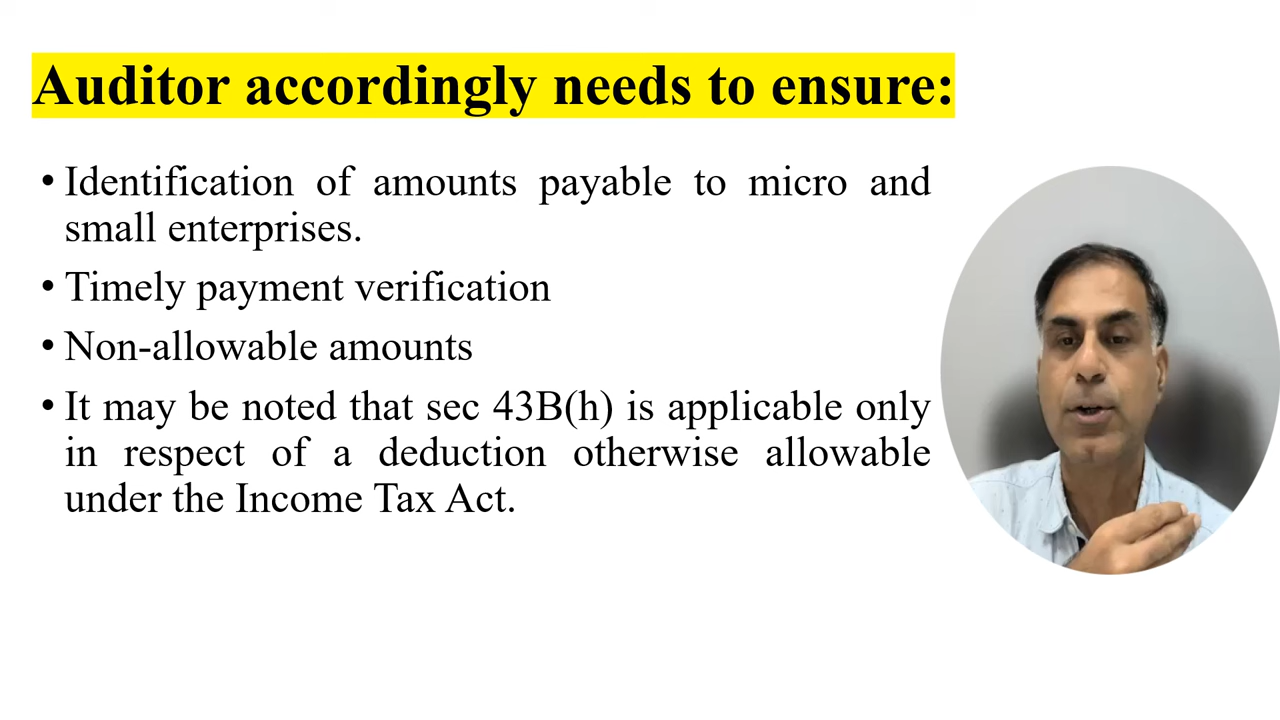 Auditor accordingly needs to ensure:
• Identification of amounts payable to micro and
small enterprises.
• Timely payment verification
• Non-allowable amounts
• It may be noted that sec 43B(h) is applicable only
in respect of a deduction otherwise allowable
under the Income Tax Act.